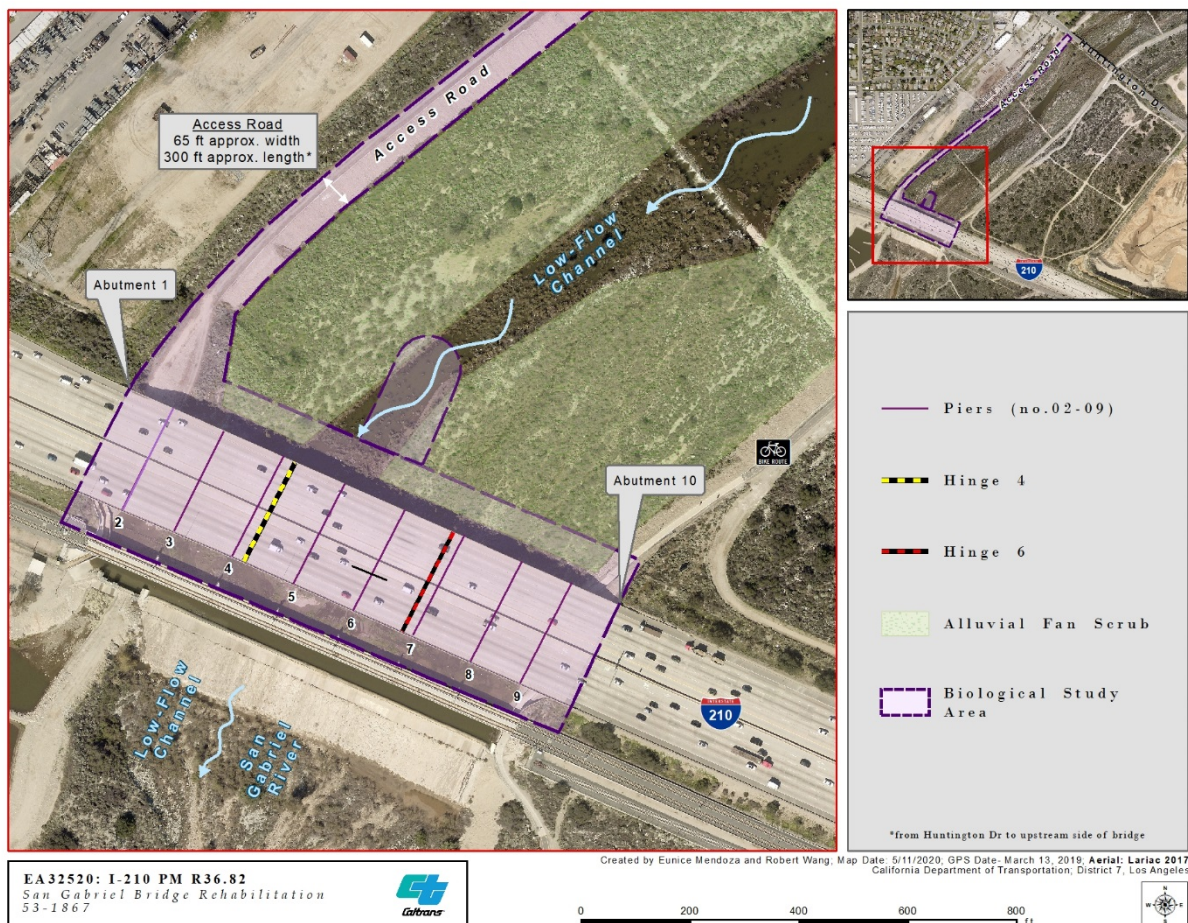 Access Road
65 ft approx. width
300 ft approx. length*
Access Road
Low-Flow
Channel
Abutment 1
BIKE ROUTE
Abutment 10
2
3
4
5
6
7
8
9
INTERSTATE
210
Low-Flow
Channel
San
Gabriel
River
Access Road
Huntington Dr
210
Piers (no.02-09)
Hinge 4
Hinge 6
Alluvial Fan Scrub
Biological Study
Area
*from Huntington Dr to upstream side of bridge
Created by Eunice Mendoza and Robert Wang; Map Date: 5/11/2020; GPS Date- March 13, 2019; Aerial: Lariac 2017
California Department of Transportation; District 7, Los Angeles
EA32520: I-210 PM R36.82
San Gabriel Bridge Rehabilitation
53-1867
Caltrans
0 200 400 600 800
ft
N
W E
S